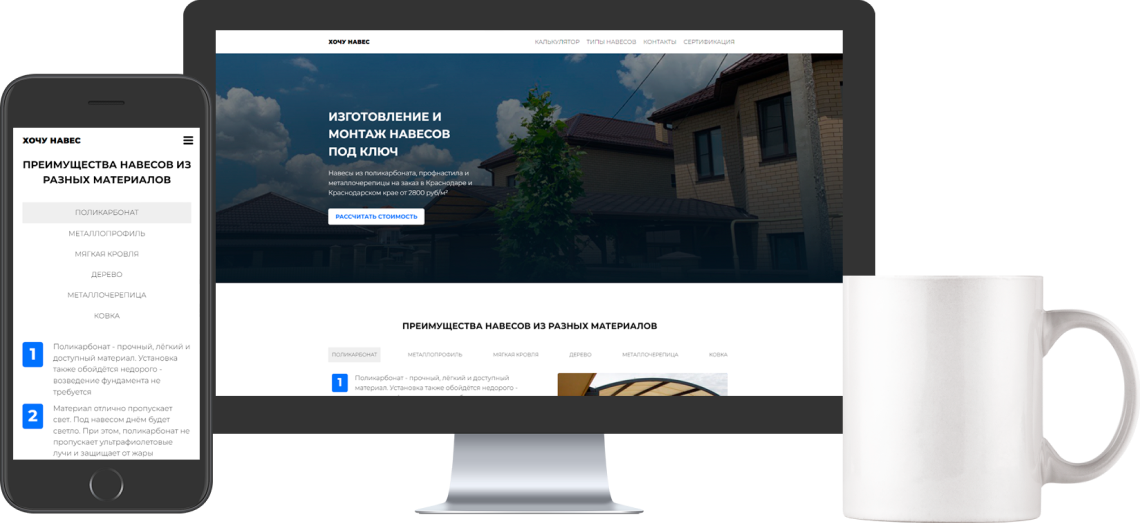 ХОЧУ НАВЕС
КАЛЬКУЛЯТОР ТИПЫ НАВЕСОВ КОНТАКТЫ СЕРТИФИКАЦИЯ
ИЗГОТОВЛЕНИЕ И
МОНТАЖ НАВЕСОВ
ПОД КЛЮЧ
Навесы из поликарбоната, профнастила и
металлочерепицы на заказ в Краснодаре и
Краснодарском крае от 2800 руб/м²
РАССЧИТАТЬ СТОИМОСТЬ
ПРЕИМУЩЕСТВА НАВЕСОВ ИЗ РАЗНЫХ МАТЕРИАЛОВ
ПОЛИКАРБОНАТ МЕТАЛЛОПРОФИЛЬ МЯГКАЯ КРОВЛЯ ДЕРЕВО МЕТАЛЛОЧЕРЕПИЦА КОВКА
1 Поликарбонат - прочный, лёгкий и доступный
материал. Установка также обойдётся недорого -
ХОЧУ НАВЕС
ПРЕИМУЩЕСТВА НАВЕСОВ ИЗ
РАЗНЫХ МАТЕРИАЛОВ
ПОЛИКАРБОНАТ
МЕТАЛЛОПРОФИЛЬ
МЯГКАЯ КРОВЛЯ
ДЕРЕВО
МЕТАЛЛОЧЕРЕПИЦА
КОВКА
1 Поликарбонат - прочный, лёгкий и
доступный материал. Установка
также обойдётся недорого -
возведение фундамента не
требуется
2 Материал отлично пропускает
свет. Под навесом днём будет
светло. При этом, поликарбонат не
пропускает ультрафиолетовые
лучи и защищает от жары